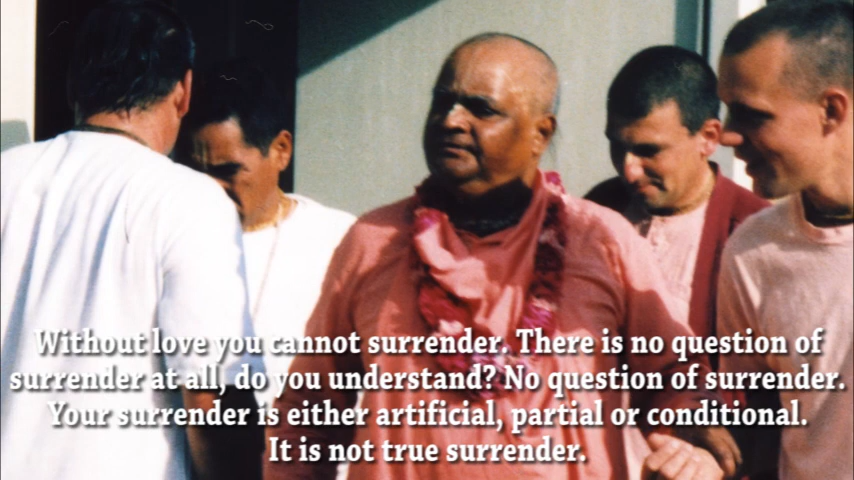 Without love you cannot surrender. There is no question of
surrender at all, do you understand? No question of surrender.
Your surrender is either artificial, partial or conditional.
It is not true surrender.